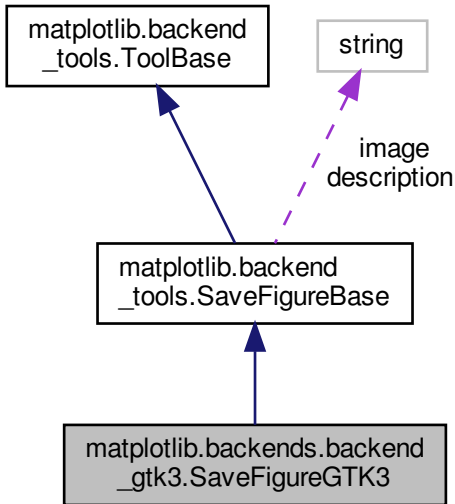 matplotlib.backend
_tools.ToolBase
string
image
description
matplotlib.backend
_tools.SaveFigureBase
matplotlib.backends.backend
_gtk3.SaveFigureGTK3